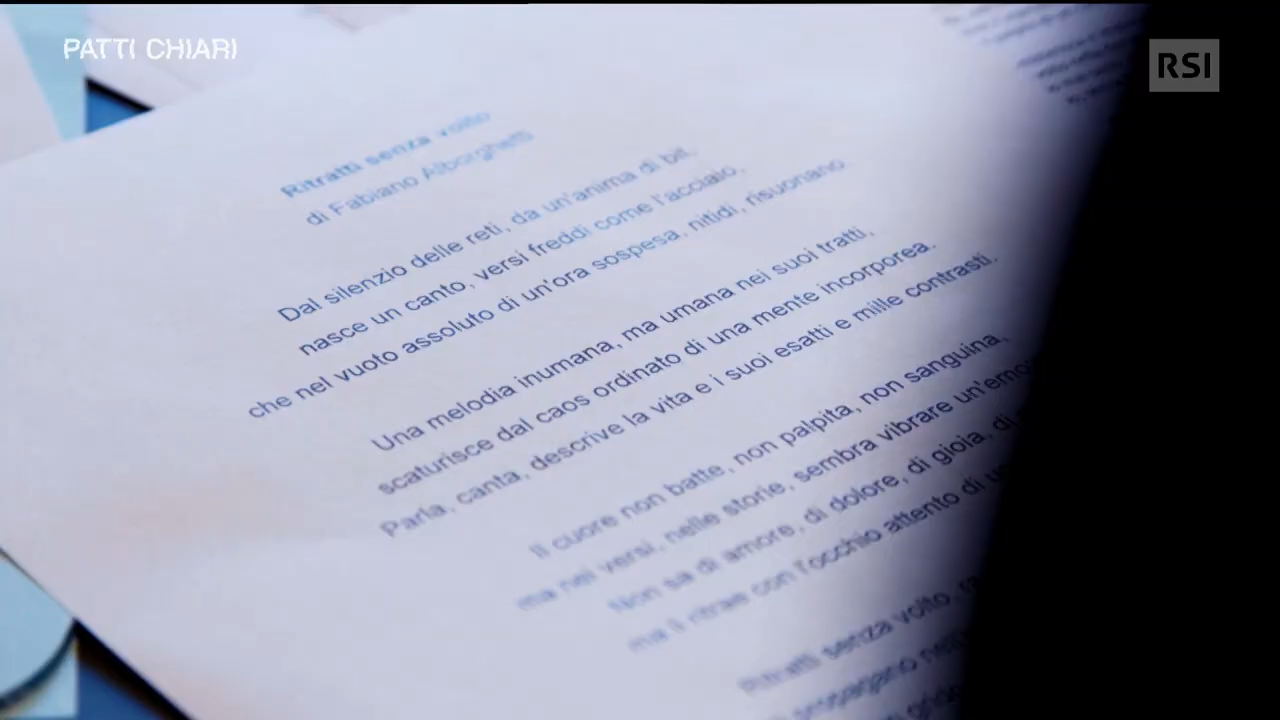 PATTI CHIARI
RSI
Ritratti senza volto
di Fabiano Alborghetti
Dal silenzio delle reti, da un'anima di bit,
nasce un canto, versi freddi come l'acciaio,
che nel vuoto assoluto di un'ora sospesa, nitidi, risuonano
Una melodia inumana, ma umana nei suoi tratti,
scaturisce dal caos ordinato di una mente incorporea.
Parla, canta, descrive la vita e i suoi esatti e mille contrasti.
Il cuore non batte, non palpita, non sanguina,
ma nei versi, nelle storie, sembra vibrare
Non sa di amore, di dolore, di gioia, di
ma li ritrae con l'occhio attento di
Ritratti senza volto,